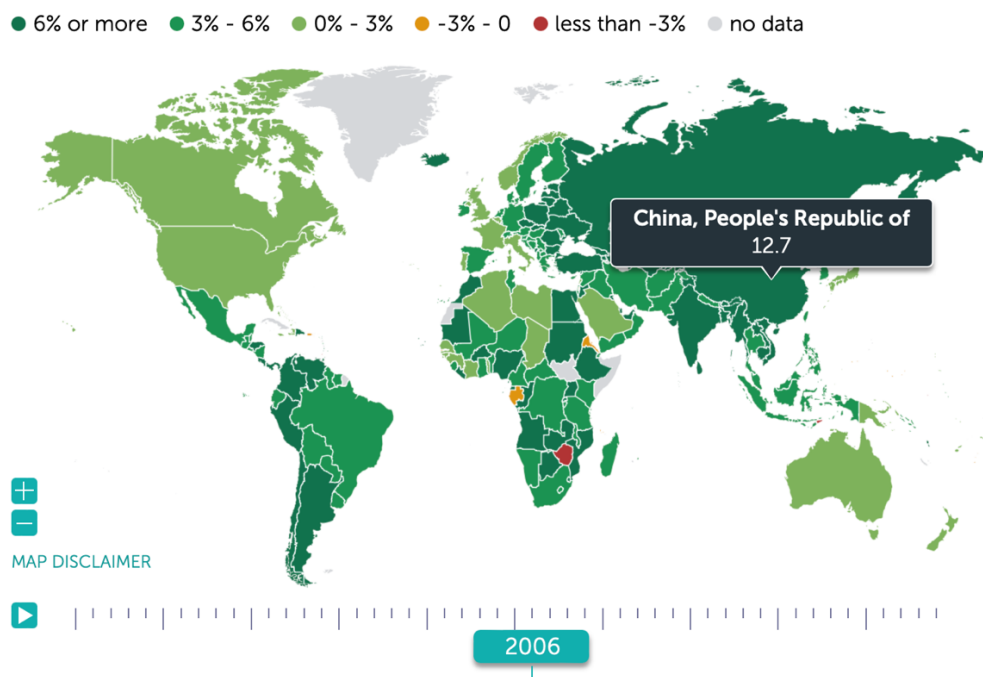 6% or more 3% - 6% 0% - 3% -3% - 0 less than -3% no data
China, People's Republic of
12.7
MAP DISCLAIMER
2006